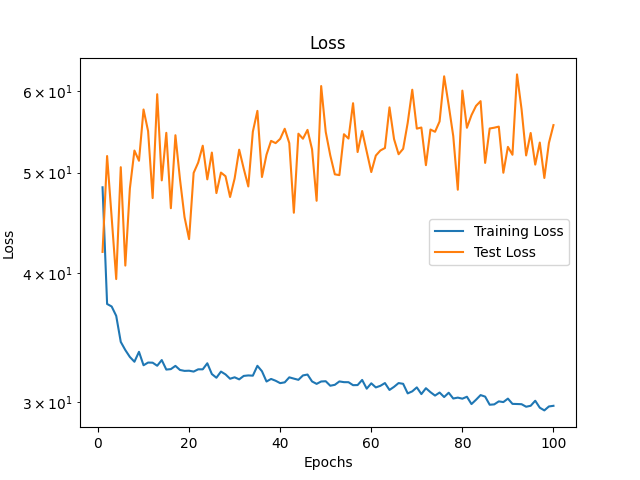 Loss
6 × 10¹
5 × 10¹
4 × 10¹
3 × 10¹
Loss
Training Loss
Test Loss
0 20 40 60 80 100
Epochs